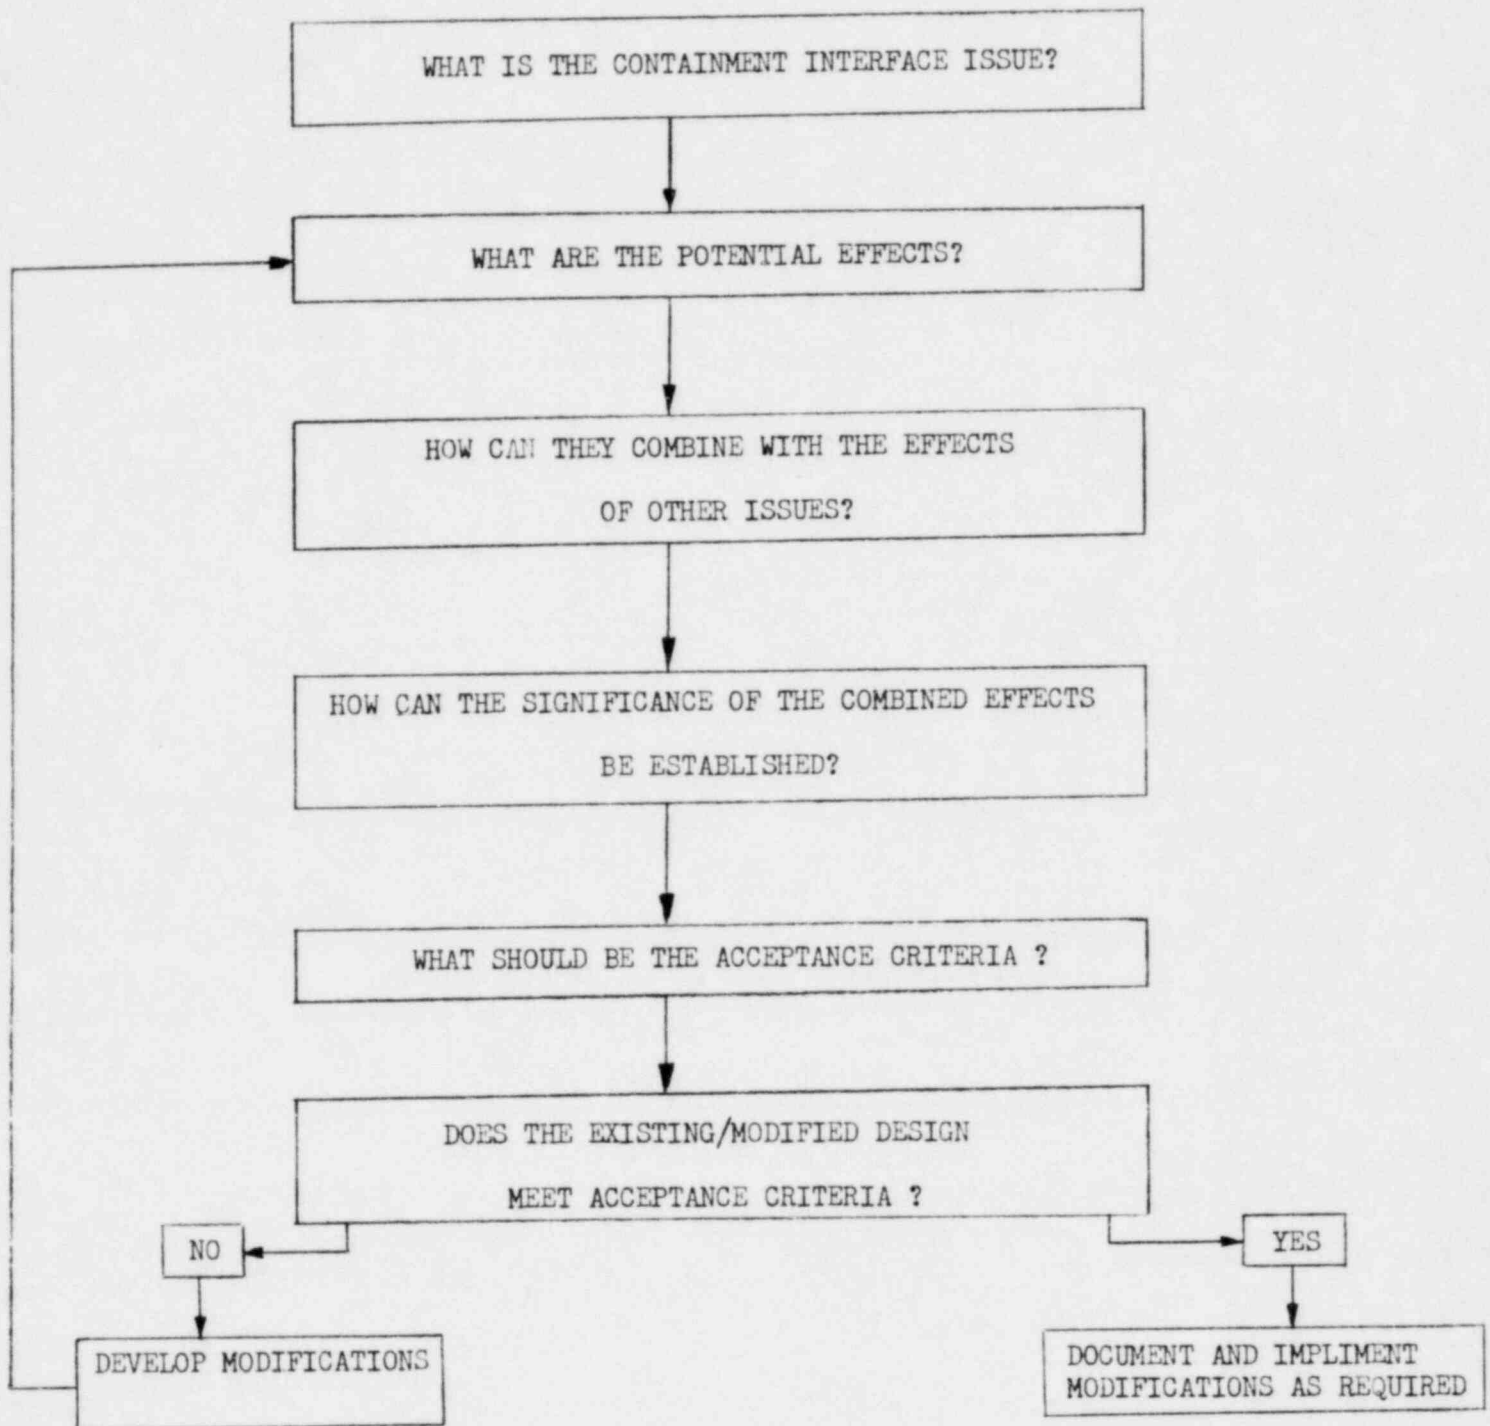 WHAT IS THE CONTAINMENT INTERFACE ISSUE?
WHAT ARE THE POTENTIAL EFFECTS?
HOW CAN THEY COMBINE WITH THE EFFECTS
OF OTHER ISSUES?
HOW CAN THE SIGNIFICANCE OF THE COMBINED EFFECTS
BE ESTABLISHED?
WHAT SHOULD BE THE ACCEPTANCE CRITERIA ?
DOES THE EXISTING/MODIFIED DESIGN
MEET ACCEPTANCE CRITERIA ?
NO
YES
DEVELOP MODIFICATIONS
DOCUMENT AND IMPLIMENT
MODIFICATIONS AS REQUIRED